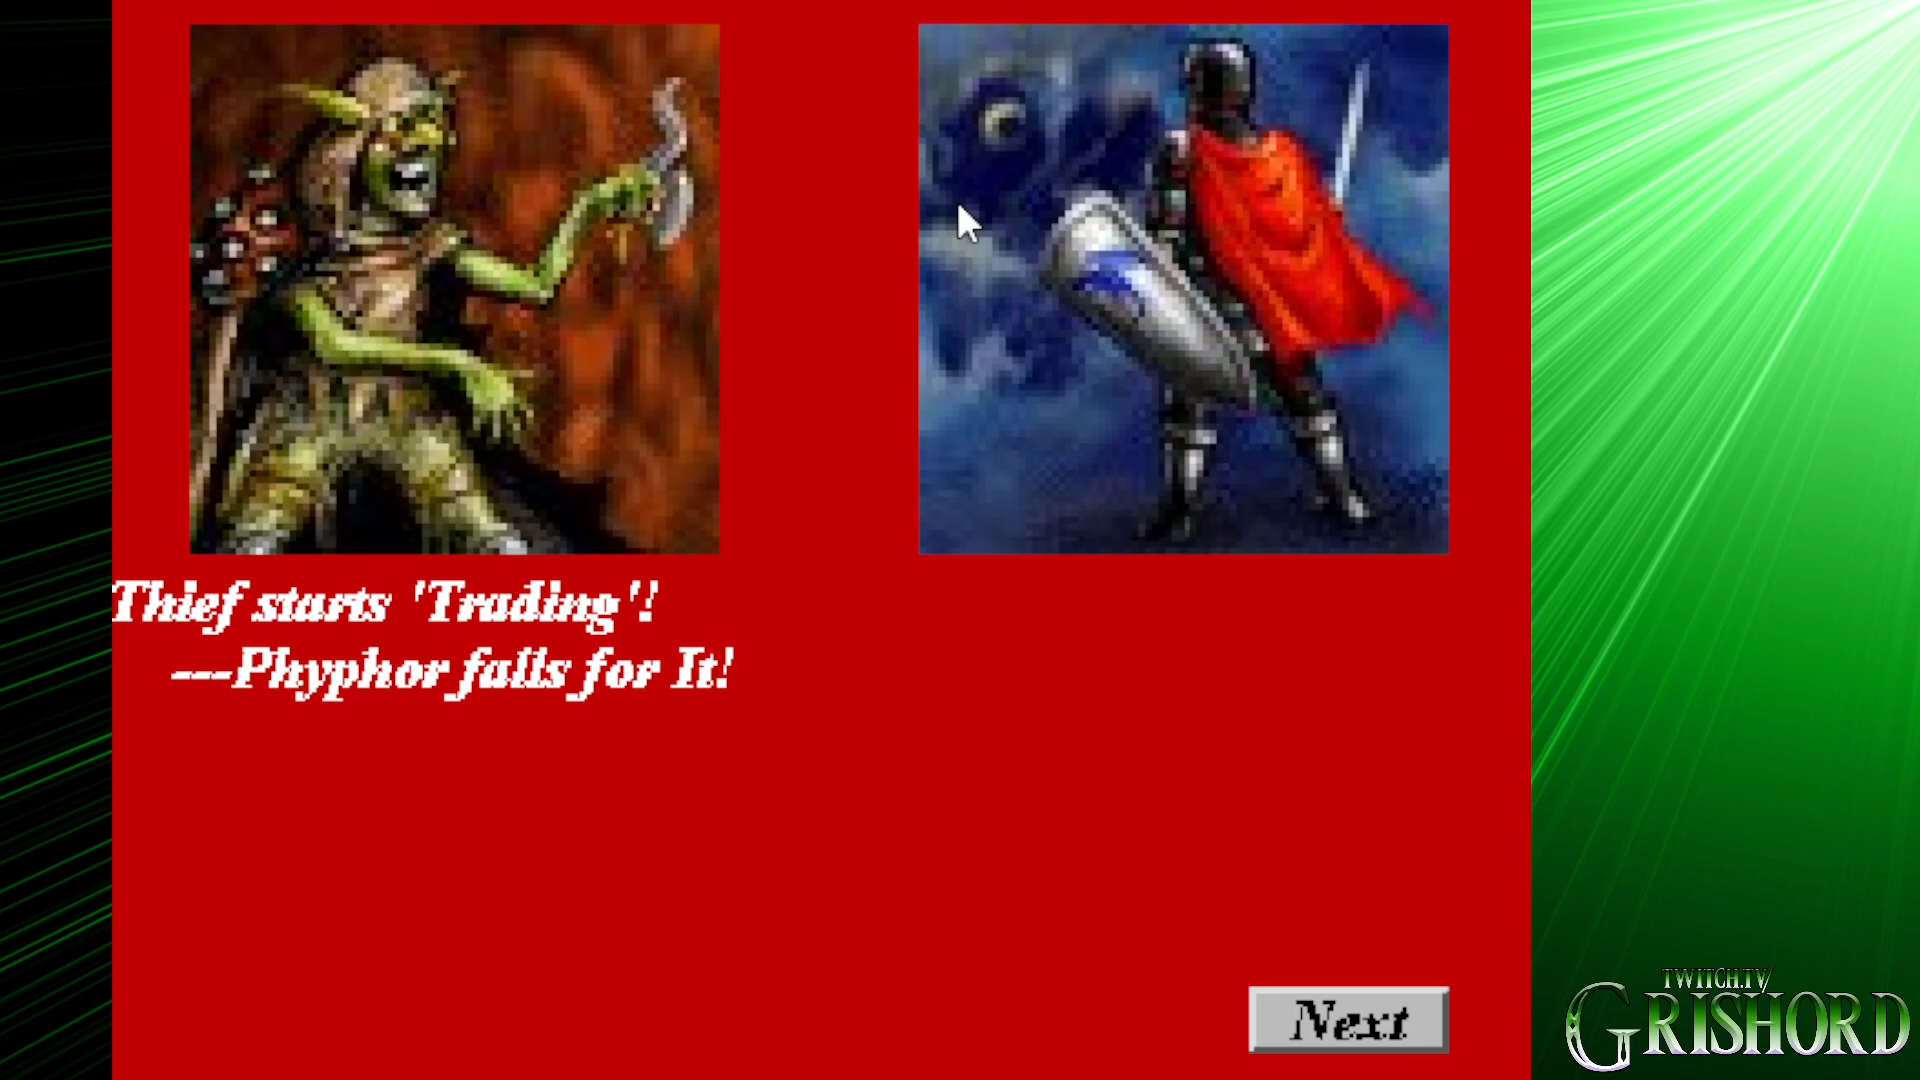 Thief starts 'Trading'!
---Phyphor falls for It!
Next
TWITCH.TV/
GRISHORD